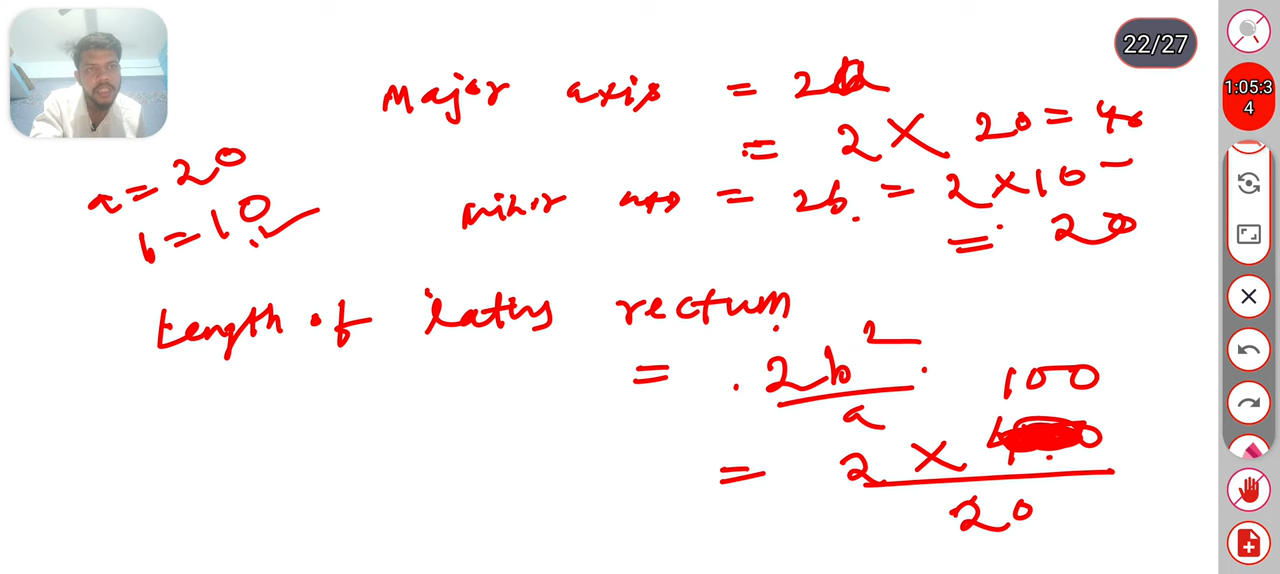 22/27
1:05:3
4
Major axis = 2a
= 2 × 20 = 40
a = 20
b = 10
minor axis = 2b = 2 × 10
= 20
Length of latus rectum
= 2b²/a
100
= 2 × /20